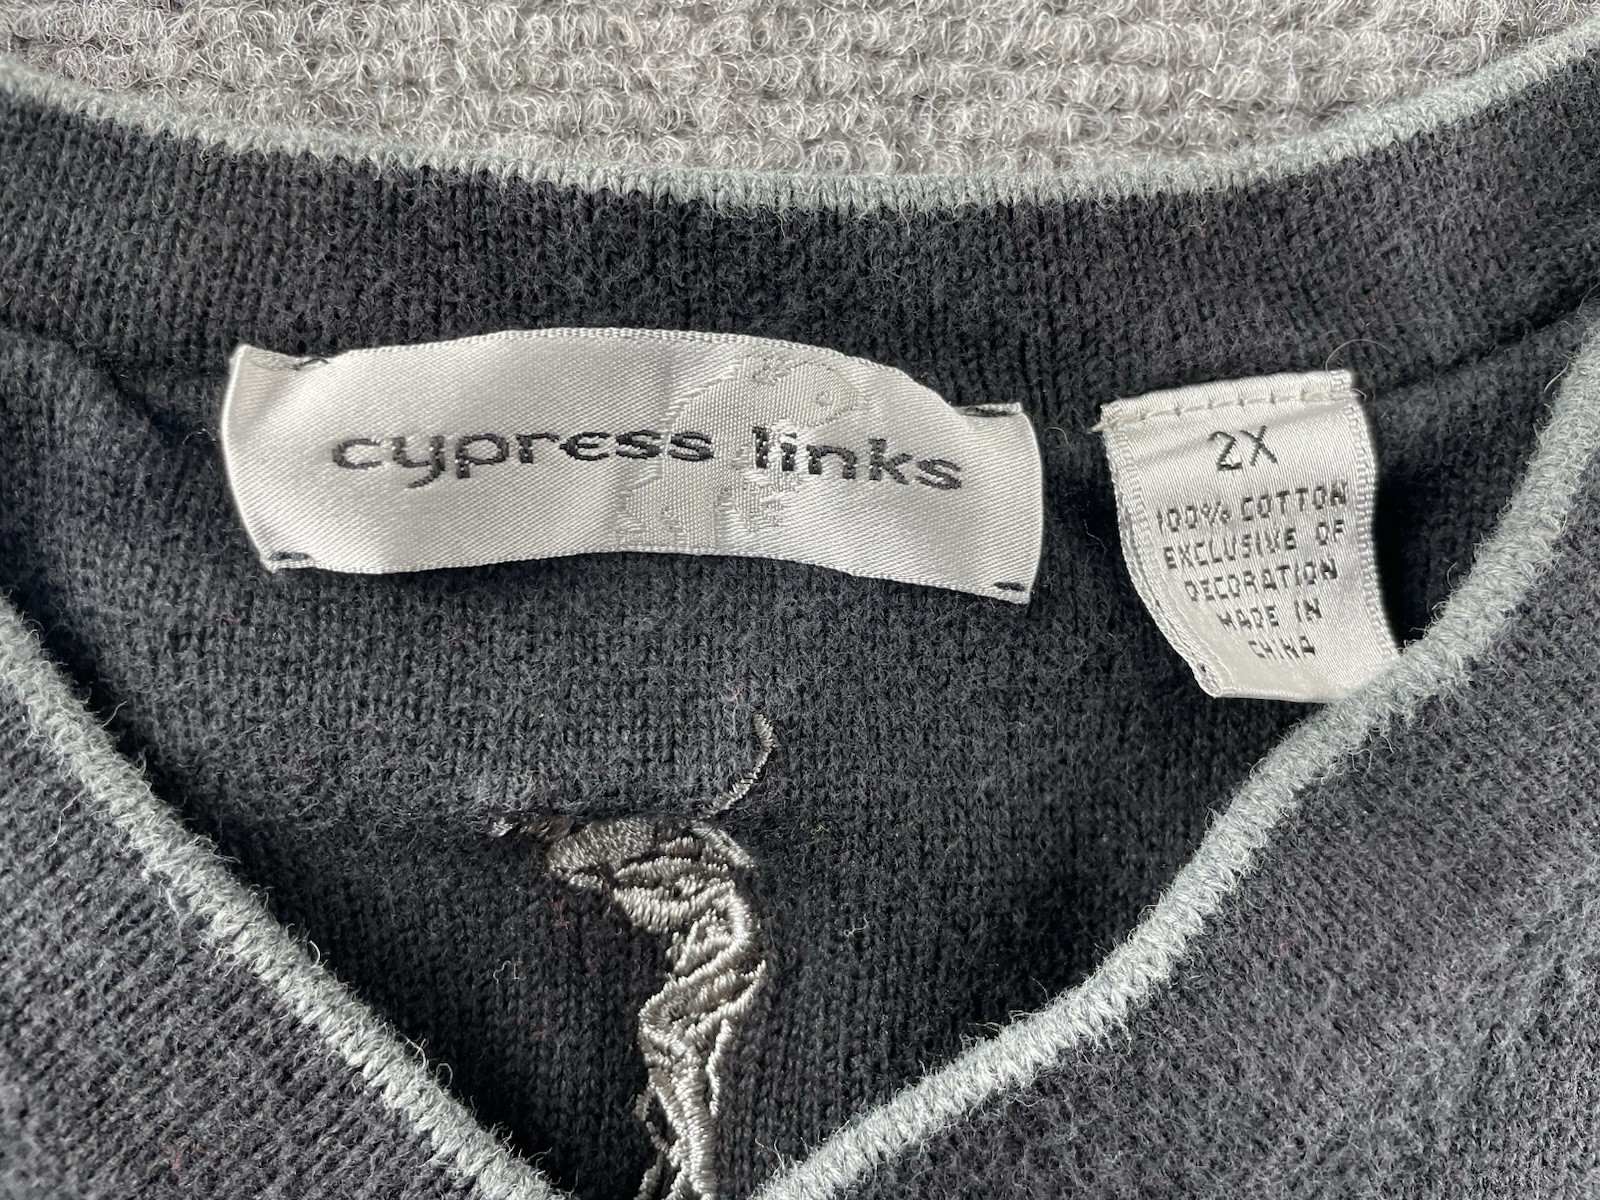 cypress links
2X
100% COTTON
EXCLUSIVE OF
DECORATION
MADE IN
CHINA